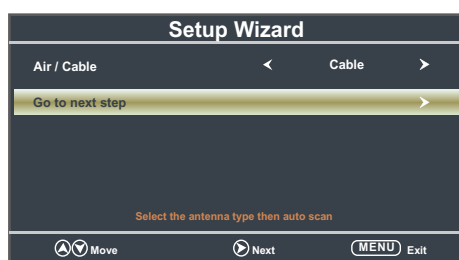 Setup Wizard
Air / Cable Cable
Go to next step
Select the antenna type then auto scan
Move Next MENU Exit